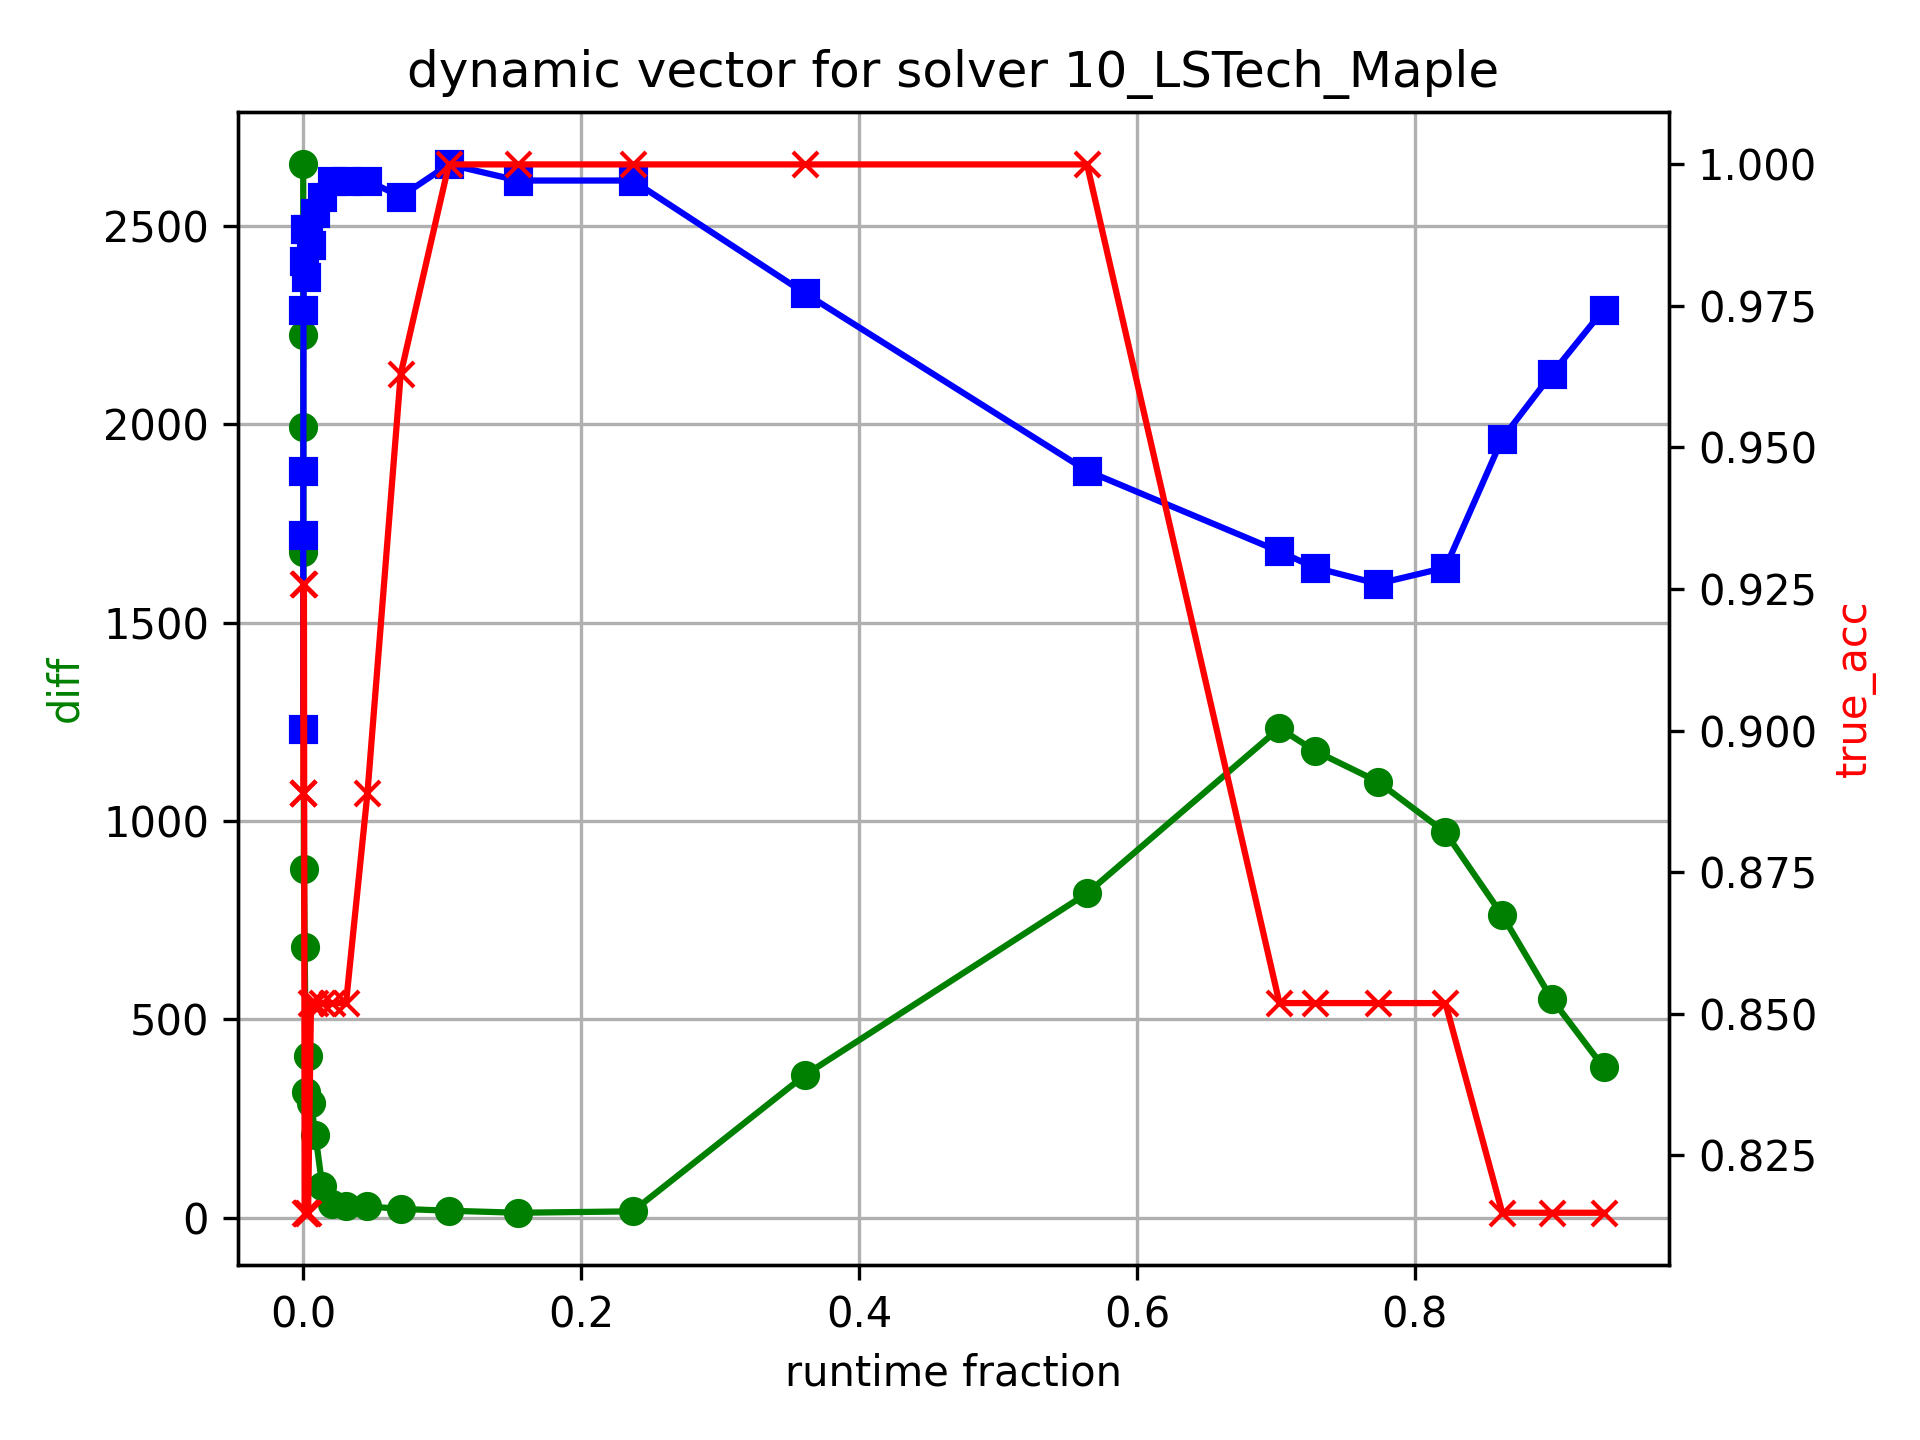 dynamic vector for solver 10_LSTech_Maple
2500
2000
1500
1000
500
0
diff
1.000
0.975
0.950
0.925
0.900
0.875
0.850
0.825
true_acc
0.0 0.2 0.4 0.6 0.8
runtime fraction